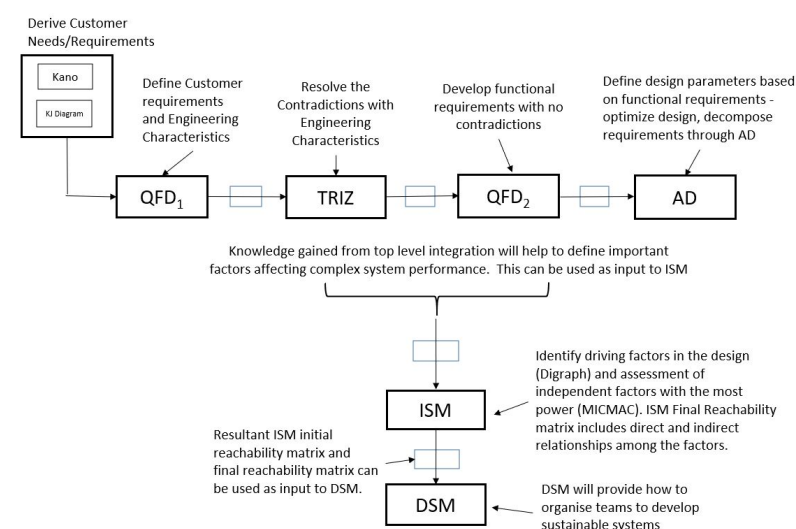 Derive Customer
Needs/Requirements
Kano
KJ Diagram
Define Customer
requirements
and Engineering
Characteristics
Resolve the
Contradictions with
Engineering
Characteristics
Develop functional
requirements with no
contradictions
Define design parameters based
on functional requirements -
optimize design, decompose
requirements through AD
QFD1
TRIZ
QFD2
AD
Knowledge gained from top level integration will help to define important
factors affecting complex system performance. This can be used as input to ISM
Identify driving factors in the design
(Digraph) and assessment of
independent factors with the most
power (MICMAC). ISM Final Reachability
matrix includes direct and indirect
relationships among the factors.
ISM
Resultant ISM initial
reachability matrix and
final reachability matrix can
be used as input to DSM.
DSM
DSM will provide how to
organise teams to develop
sustainable systems